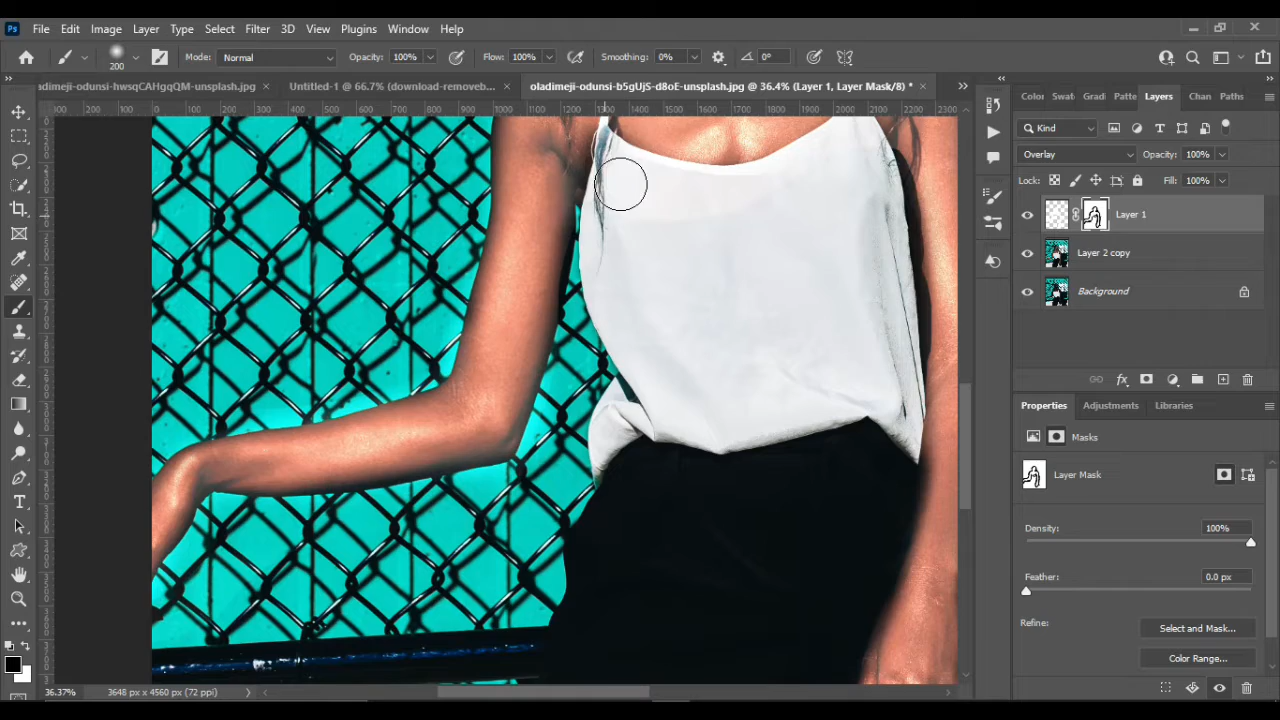 Ps File Edit Image Layer Type Select Filter 3D View Plugins Window Help
200 Mode: Normal Opacity: 100% Flow: 100% Smoothing: 0% 0°
adimeji-odunsi-hwsqCAHgqQM-unsplash.jpg × Untitled-1 @ 66.7% (download-removeb... × oladimeji-odunsi-b5gUjS-d8oE-unsplash.jpg @ 36.4% (Layer 1, Layer Mask/8) * ×
Color Swat Gradi Patte Layers Chan Paths
Kind
Overlay Opacity: 100%
Lock: Fill: 100%
Layer 1
Layer 2 copy
Background
fx
Properties Adjustments Libraries
Masks
Layer Mask
Density: 100%
Feather: 0.0 px
Refine: Select and Mask...
Color Range...
36.37% 3648 px x 4560 px (72 ppi)